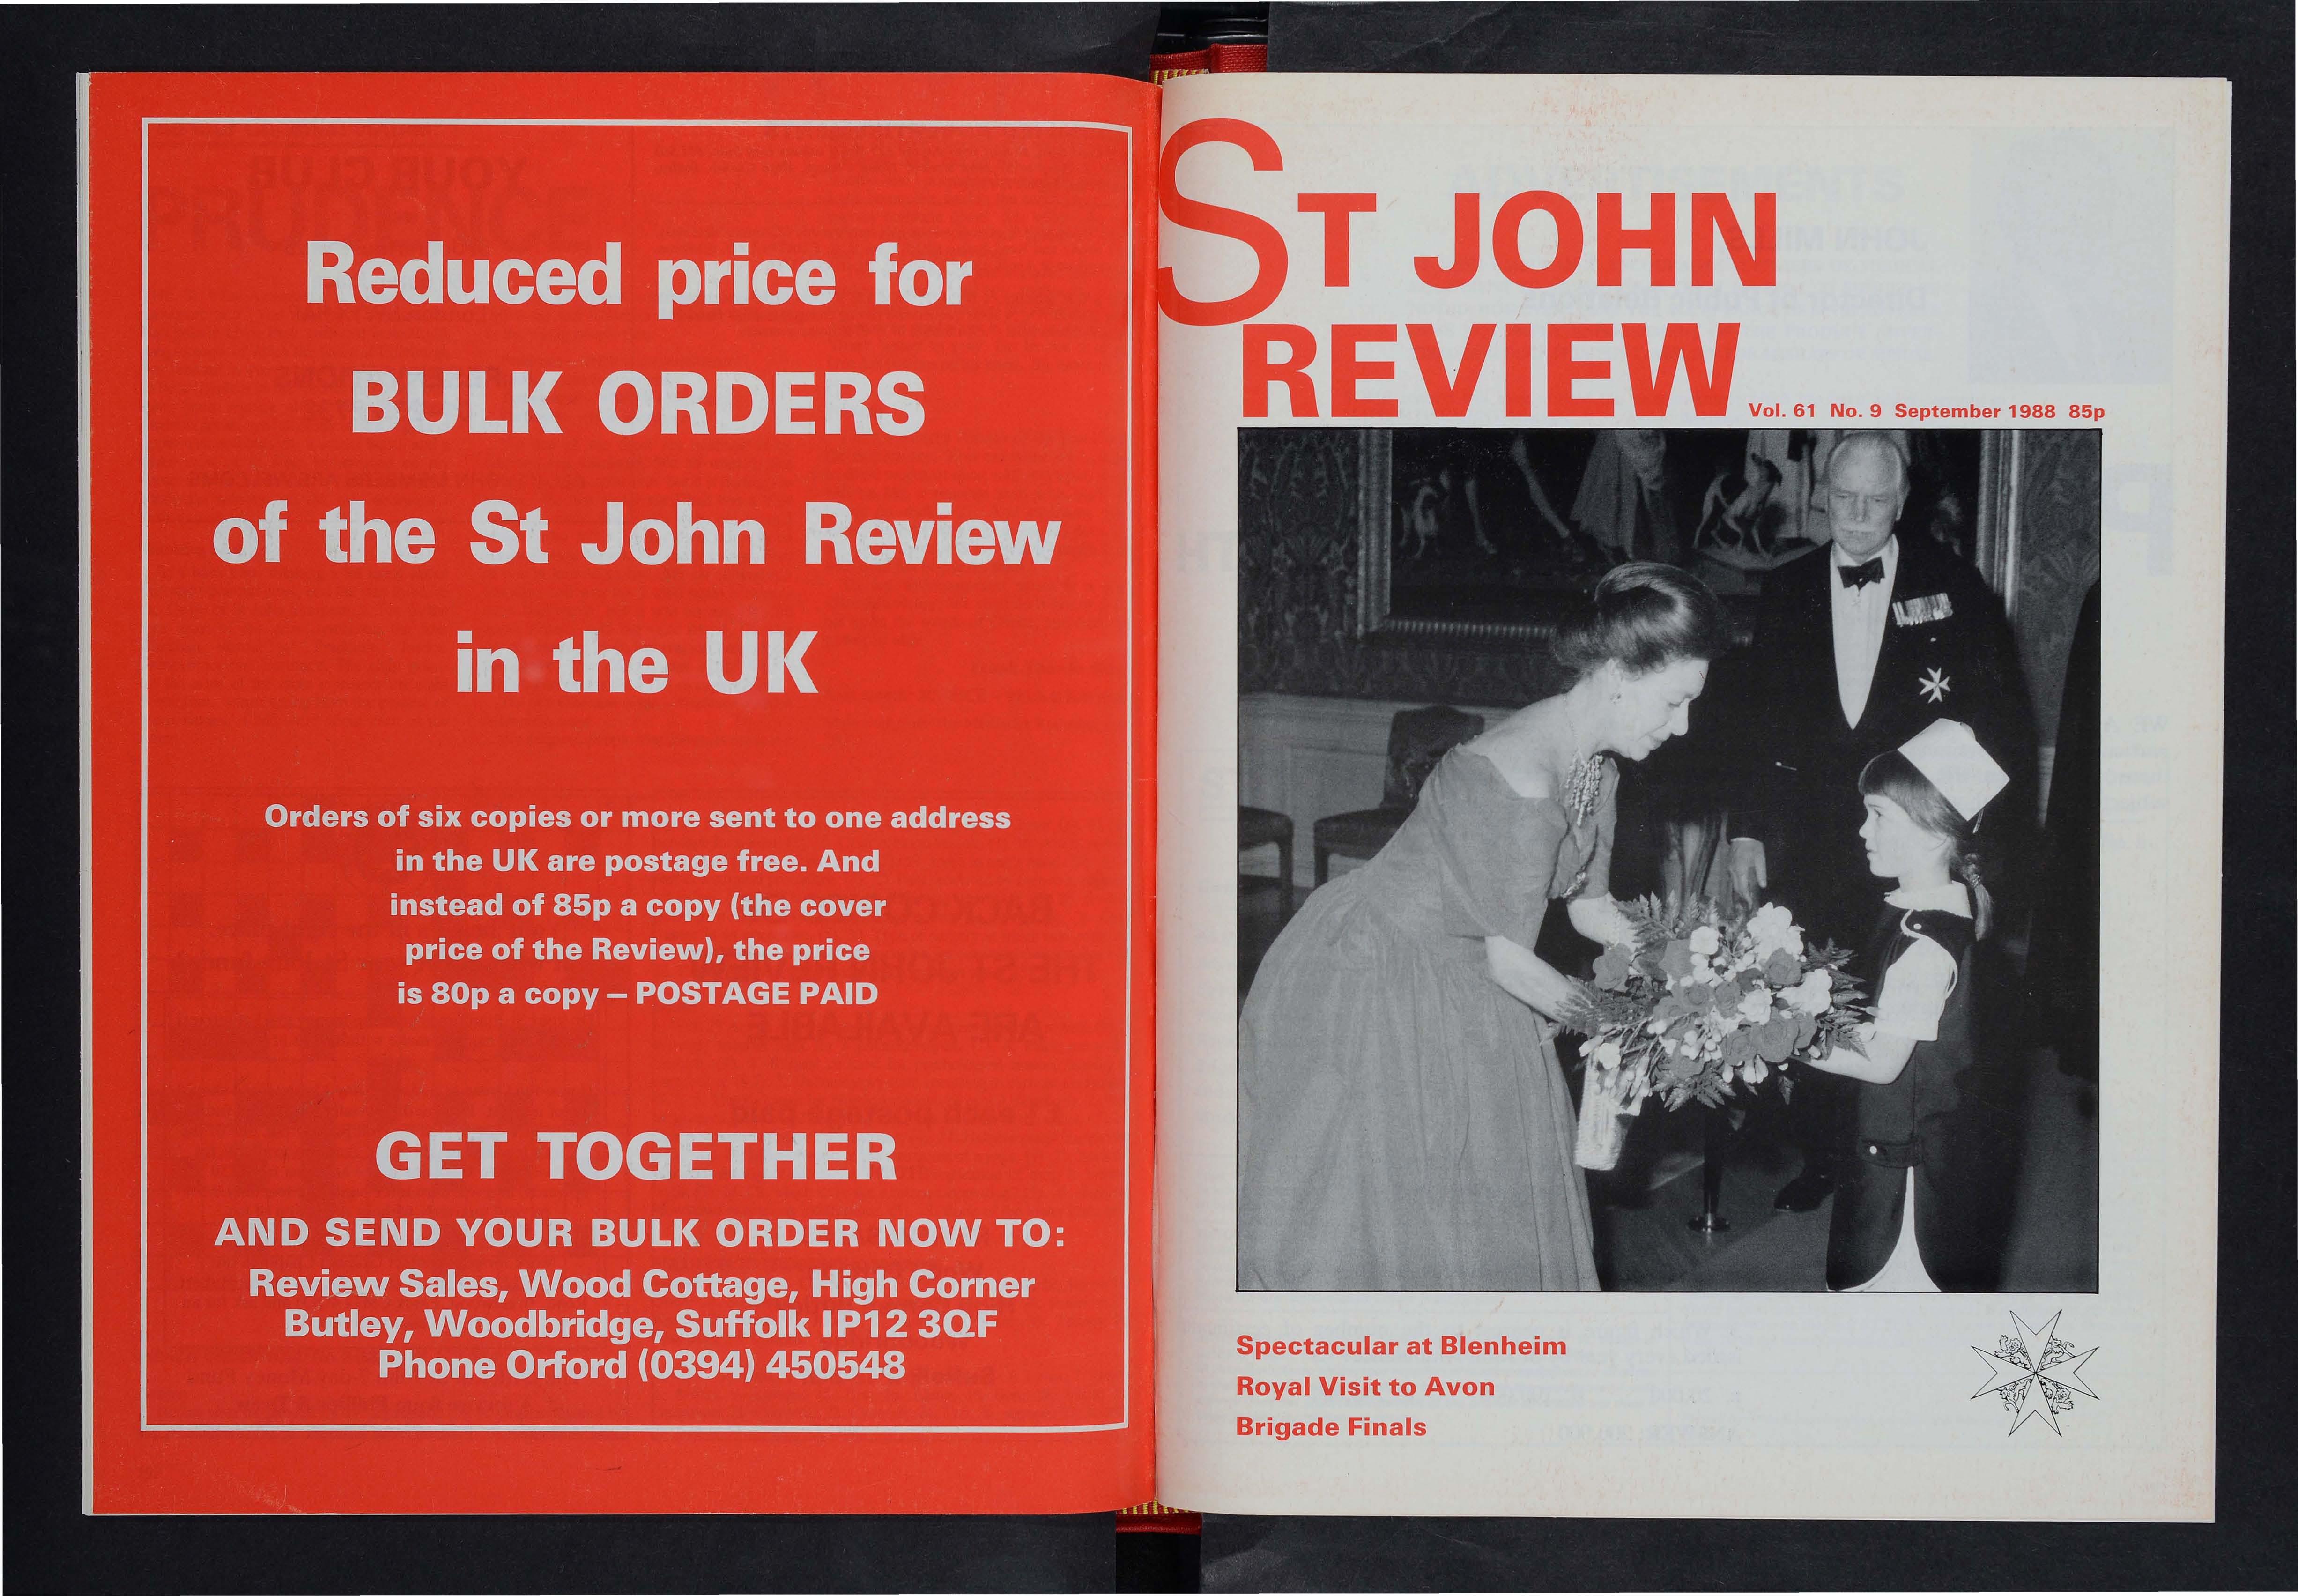 Reduced price for
BULK ORDERS
of the St John Review
in the UK
Orders of six copies or more sent to one address
in the UK are postage free. And
instead of 85p a copy (the cover
price of the Review), the price
is 80p a copy – POSTAGE PAID
GET TOGETHER
AND SEND YOUR BULK ORDER NOW TO:
Review Sales, Wood Cottage, High Corner
Butley, Woodbridge, Suffolk IP12 3QF
Phone Orford (0394) 450548
ST JOHN
REVIEW
Vol. 61 No. 9 September 1988 85p
Spectacular at Blenheim
Royal Visit to Avon
Brigade Finals